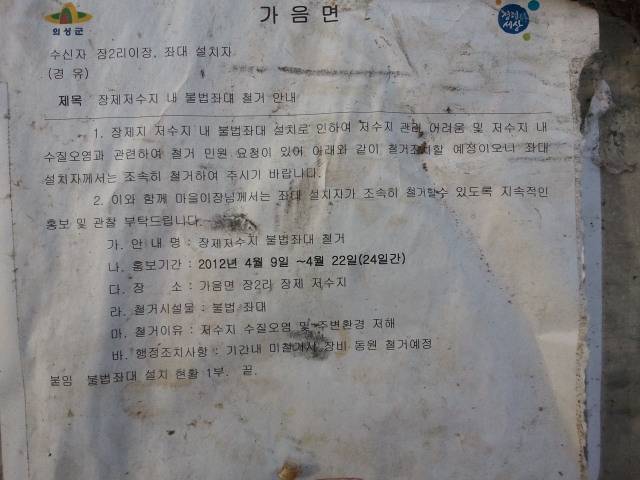 의성군
가 음 면
수신자 장2리이장, 좌대 설치자
(경 유)
제목 장제저수지 내 불법좌대 철거 안내
1. 장제지 저수지 내 불법좌대 설치로 인하여 저수지 관리 어려움 및 저수지 내
수질오염과 관련하여 철거 민원 요청이 있어 아래와 같이 철거조치할 예정이오니 좌대
설치자께서는 조속히 철거하여 주시기 바랍니다.
2. 이와 함께 마을이장님께서는 좌대 설치자가 조속히 철거할수 있도록 지속적인
홍보 및 관찰 부탁드립니다.
가. 안 내 명 : 장제저수지 불법좌대 철거
나. 홍보기간 : 2012년 4월 9일 ~4월 22일(24일간)
다. 장 소 : 가음면 장2리 장제 저수지
라. 철거시설물 : 불법 좌대
마. 철거이유 : 저수지 수질오염 및 주변환경 저해
바. 행정조치사항 : 기간내 미철거시 장비 동원 철거예정
붙임 불법좌대 설치 현황 1부. 끝.